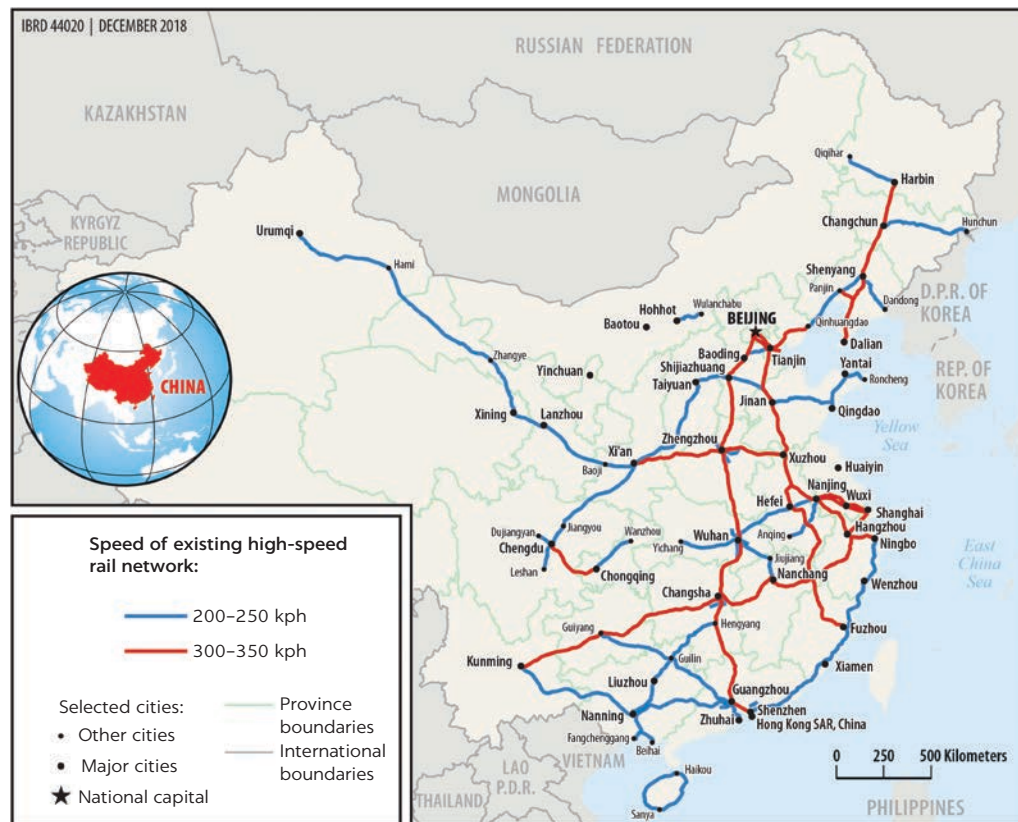 IBRD 44020 | DECEMBER 2018
RUSSIAN FEDERATION
KAZAKHSTAN
MONGOLIA
KYRGYZ
REPUBLIC
Qiqihar
Harbin
Changchun
Hunchun
Urumqi
Hami
Shenyang
Panjin
Dandong
D.P.R. OF
KOREA
Hohhot
Wulanchabu
Baotou
BEIJING
Qinhuangdao
Dalian
Baoding
Tianjin
Yantai
Roncheng
REP. OF
KOREA
Zhangye
Yinchuan
Shijiazhuang
Taiyuan
Jinan
Qingdao
Yellow
Sea
CHINA
Xining
Lanzhou
Zhengzhou
Xi'an
Baoji
Xuzhou
Huaiyin
Nanjing
Wuxi
Hefei
Shanghai
Hangzhou
Ningbo
Dujiangyan
Jiangyou
Wanzhou
Chengdu
Yichang
Wuhan
Anqing
Leshan
Chongqing
Jiujiang
Nanchang
East
China
Sea
Wenzhou
Changsha
Guiyang
Hengyang
Fuzhou
Kunming
Guilin
Xiamen
Liuzhou
Guangzhou
Shenzhen
Nanning
Zhuhai
Hong Kong SAR, China
Fangchenggang
Beihai
VIETNAM
LAO
P.D.R.
Haikou
Sanya
THAILAND
PHILIPPINES
0 250 500 Kilometers
Speed of existing high-speed
rail network:
200–250 kph
300–350 kph
Selected cities:
Other cities
Major cities
National capital
Province
boundaries
International
boundaries